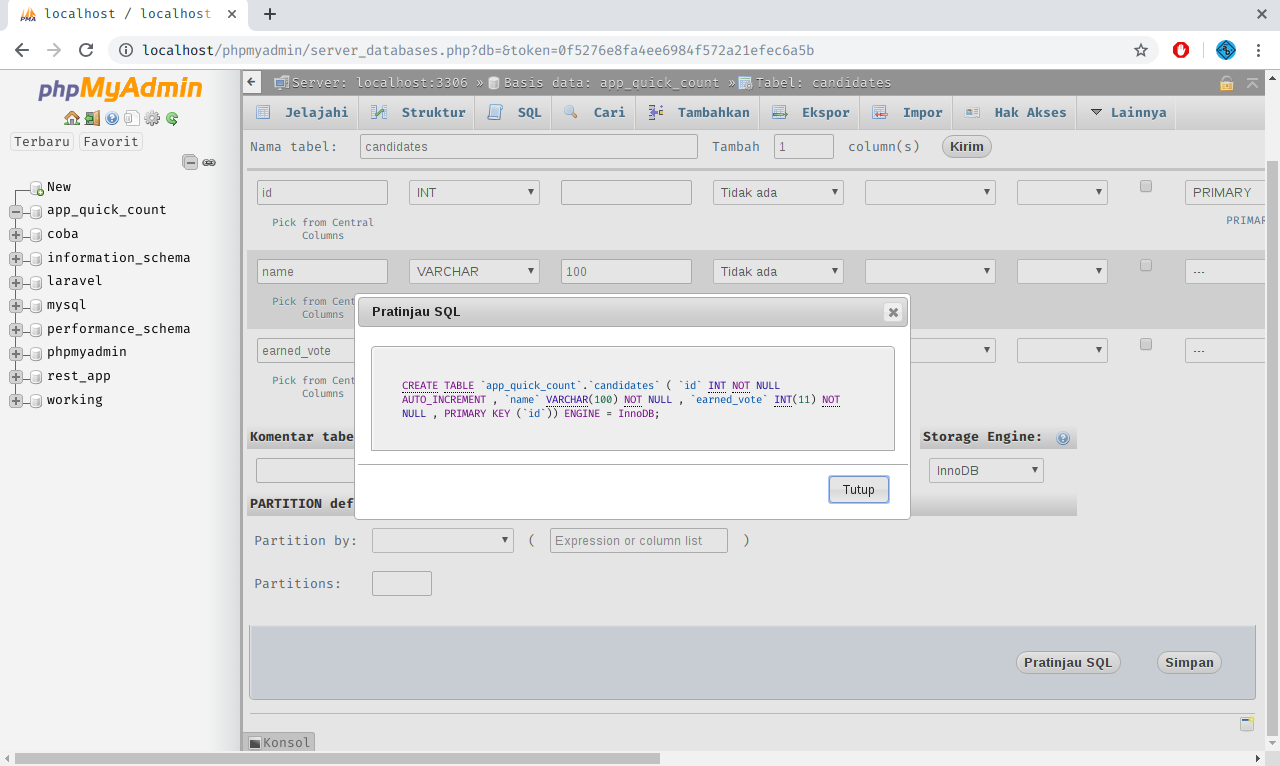 localhost / localhost
localhost/phpmyadmin/server_databases.php?db=&token=0f5276e8fa4ee6984f572a21efec6a5b
phpMyAdmin
Terbaru Favorit
New
app_quick_count
coba
information_schema
laravel
mysql
performance_schema
phpmyadmin
rest_app
working
Server: localhost:3306 » Basis data: app_quick_count » Tabel: candidates
Jelajahi Struktur SQL Cari Tambahkan Ekspor Impor Hak Akses Lainnya
Nama tabel: candidates Tambah 1 column(s) Kirim
id INT Tidak ada PRIMARY
Pick from Central PRIMAR
Columns
name VARCHAR 100 Tidak ada ---
Pick from Cent
Columns
earned_vote ---
Pick from Cent
Columns
Pratinjau SQL
CREATE TABLE `app_quick_count`.`candidates` ( `id` INT NOT NULL
AUTO_INCREMENT , `name` VARCHAR(100) NOT NULL , `earned_vote` INT(11) NOT
NULL , PRIMARY KEY (`id`)) ENGINE = InnoDB;
Tutup
Komentar tabe Storage Engine:
InnoDB
PARTITION def
Partition by: ( Expression or column list )
Partitions:
Pratinjau SQL Simpan
Konsol